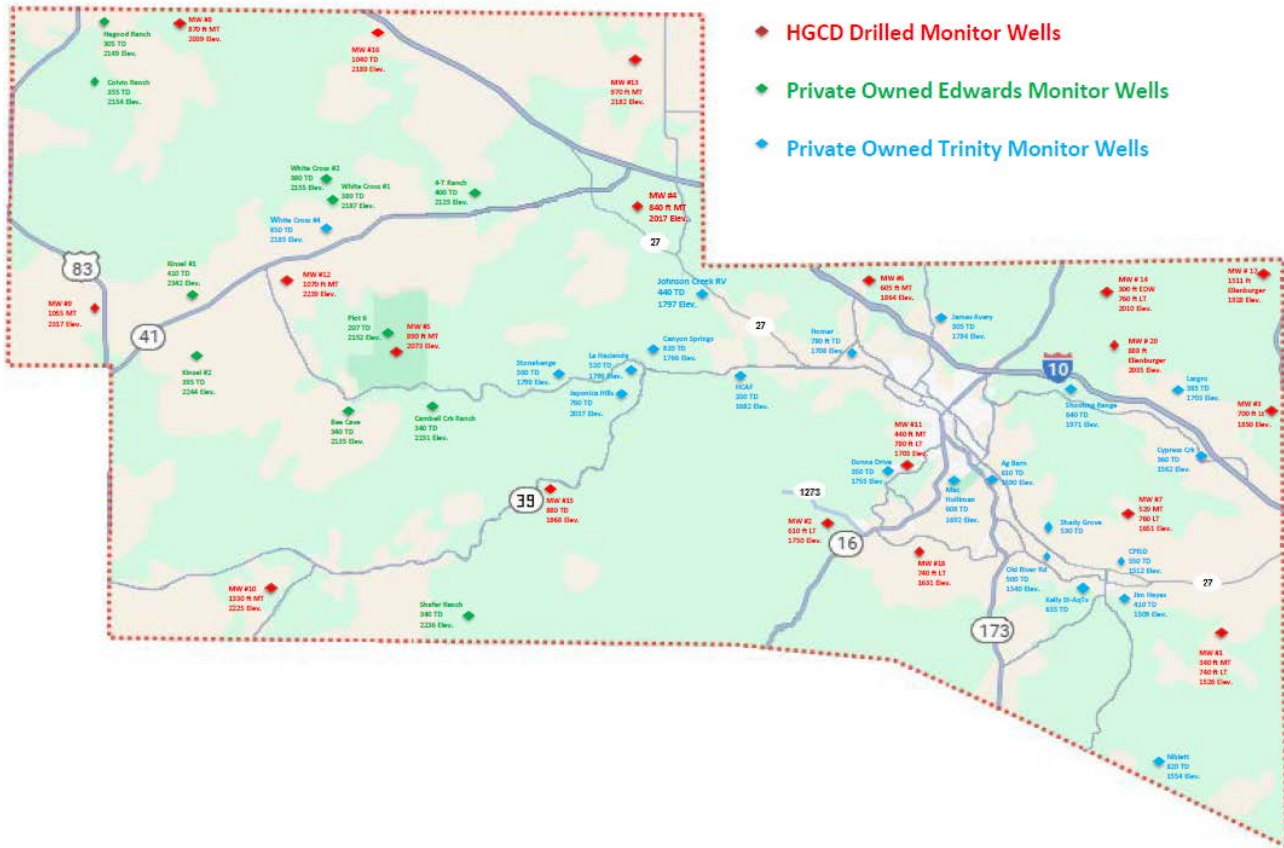 HGCD Drilled Monitor Wells
Private Owned Edwards Monitor Wells
Private Owned Trinity Monitor Wells
Hagood Ranch
305 TD
2149 Elev.
MW #8
870 ft MT
2009 Elev.
MW #16
1040 TD
2189 Elev.
MW #13
970 ft MT
2182 Elev.
Colvin Ranch
355 TD
2154 Elev.
White Cross #2
380 TD
2155 Elev.
White Cross #1
380 TD
2187 Elev.
4-T Ranch
400 TD
2125 Elev.
White Cross #4
850 TD
2185 Elev.
MW #4
840 ft MT
2017 Elev.
27
83
Kinsel #1
410 TD
2342 Elev.
MW #12
1070 ft MT
2239 Elev.
MW #9
1055 MT
2317 Elev.
41
Plot 6
207 TD
2152 Elev.
MW #5
890 ft MT
2073 Elev.
Johnson Creek RV
440 TD
1797 Elev.
27
Kinsel #2
395 TD
2244 Elev.
Stonehenge
560 TD
1799 Elev.
La Hacienda
530 TD
1798 Elev.
Canyon Springs
820 TD
1766 Elev.
Japonica Hills
760 TD
2037 Elev.
Bee Cave
340 TD
2135 Elev.
Cambell Crk Ranch
340 TD
2151 Elev.
HCAF
350 TD
1682 Elev.
Homer
780 ft TD
1708 Elev.
MW #6
605 ft MT
1864 Elev.
James Avery
305 TD
1784 Elev.
MW # 14
300 ft EDW
760 ft LT
2010 Elev.
MW # 17
1511 ft
Ellenburger
1928 Elev.
10
MW # 20
Ellenburger
2035 Elev.
Shooting Range
640 TD
1971 Elev.
Largro
385 TD
1705 Elev.
MW #3
700 ft Lt
1850 Elev.
Cypress Crk
360 TD
1562 Elev.
MW #11
440 ft MT
780 ft LT
1703 Elev.
Donna Drive
350 TD
1755 Elev.
Ag Barn
610 TD
1690 Elev.
Mac
Holliman
608 TD
1692 Elev.
39
MW #15
880 TD
1868 Elev.
1273
MW #2
610 ft LT
1750 Elev.
16
MW #18
740 ft LT
1631 Elev.
MW #7
520 MT
760 LT
1651 Elev.
Shady Grove
530 TD
Old River Rd
500 TD
1540 Elev.
CPISD
550 TD
1512 Elev.
27
Kelly
635 TD
Jim Hayes
410 TD
1509 Elev.
MW #10
1330 ft MT
2225 Elev.
Shafer Ranch
340 TD
2236 Elev.
173
MW #1
340 ft MT
740 ft LT
1526 Elev.
Niblett
820 TD
1554 Elev.